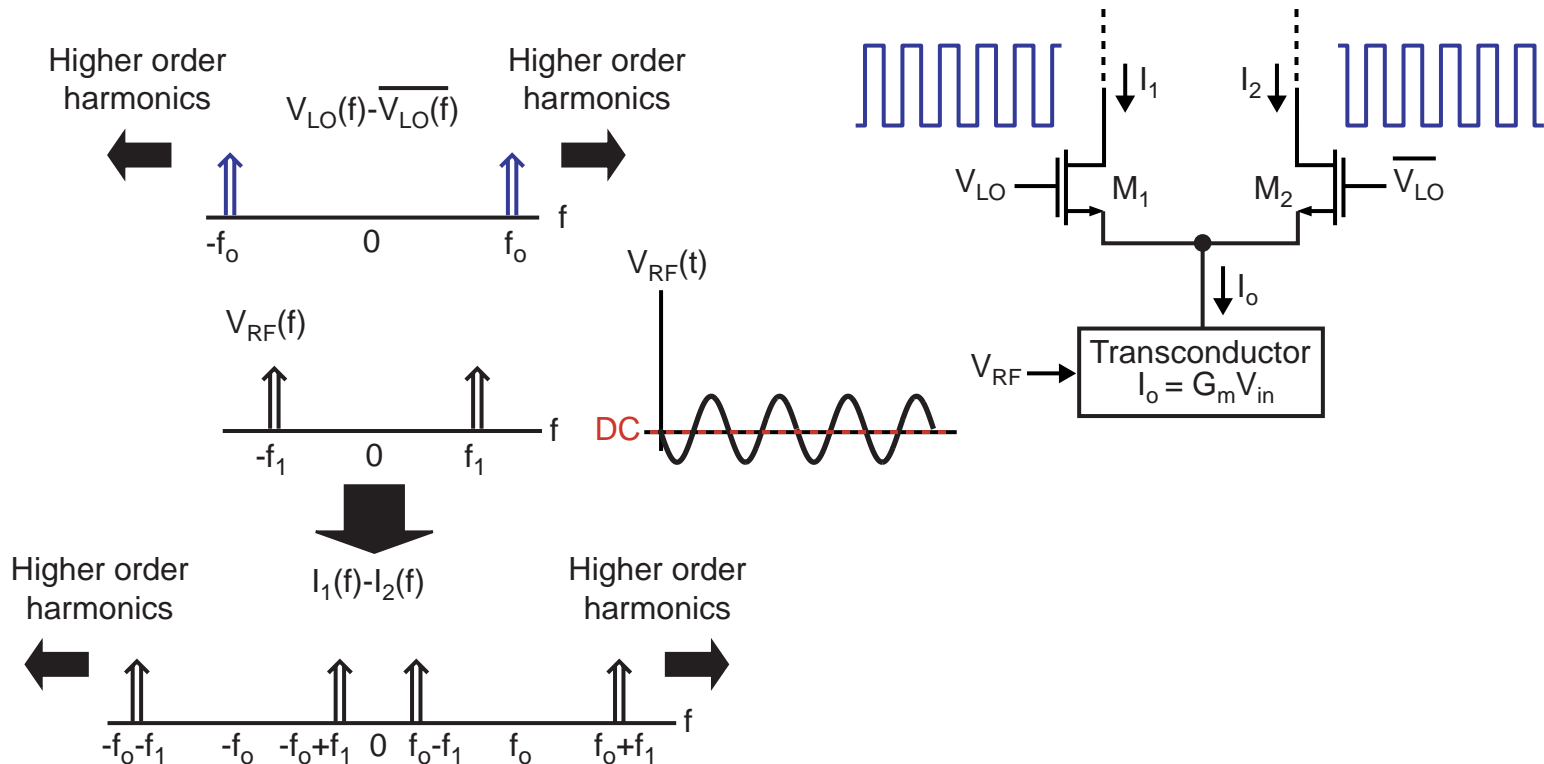 Higher order
harmonics
V_LO(f)-V̅_L̅O̅(̅f̅)̅
Higher order
harmonics
-f_o
0
f_o
f
V_RF(f)
-f_1
0
f_1
f
V_RF(t)
DC
I_1
I_2
V_LO
M_1
M_2
V̅_L̅O̅
I_o
V_RF
Transconductor
I_o = G_mV_in
Higher order
harmonics
I_1(f)-I_2(f)
Higher order
harmonics
-f_o-f_1
-f_o
-f_o+f_1
0
f_o-f_1
f_o
f_o+f_1
f